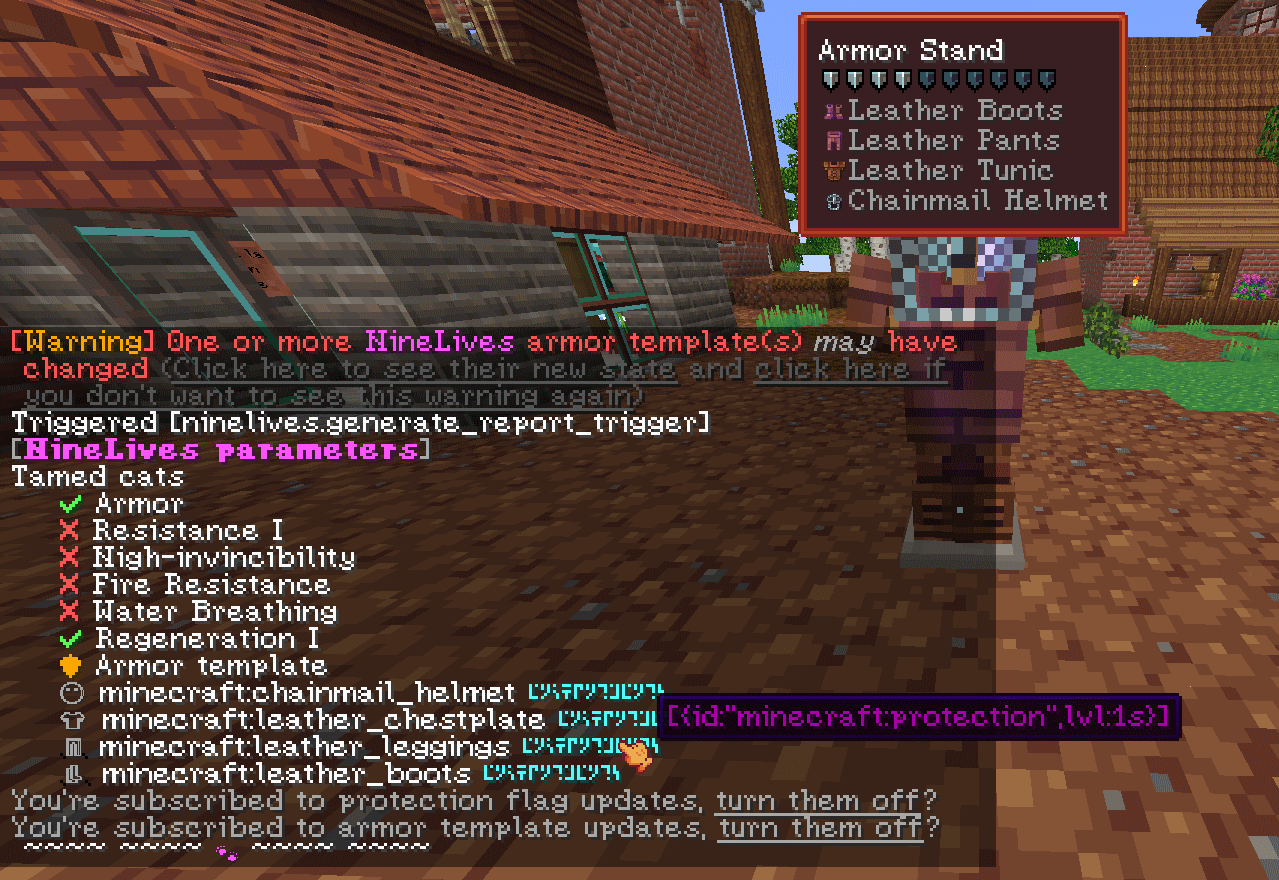 Armor Stand
Leather Boots
Leather Pants
Leather Tunic
Chainmail Helmet
[Warning] One or more NineLives armor template(s) may have
changed (Click here to see their new state and click here if
you don't want to see this warning again)
Triggered [ninelives.generate_report_trigger]
[NineLives parameters]
Tamed cats
Armor
Resistance I
Nigh-invincibility
Fire Resistance
Water Breathing
Regeneration I
Armor template
minecraft:chainmail_helmet
minecraft:leather_chestplate
[{id:"minecraft:protection",lvl:1s}]
minecraft:leather_leggings
minecraft:leather_boots
You're subscribed to protection flag updates, turn them off?
You're subscribed to armor template updates, turn them off?